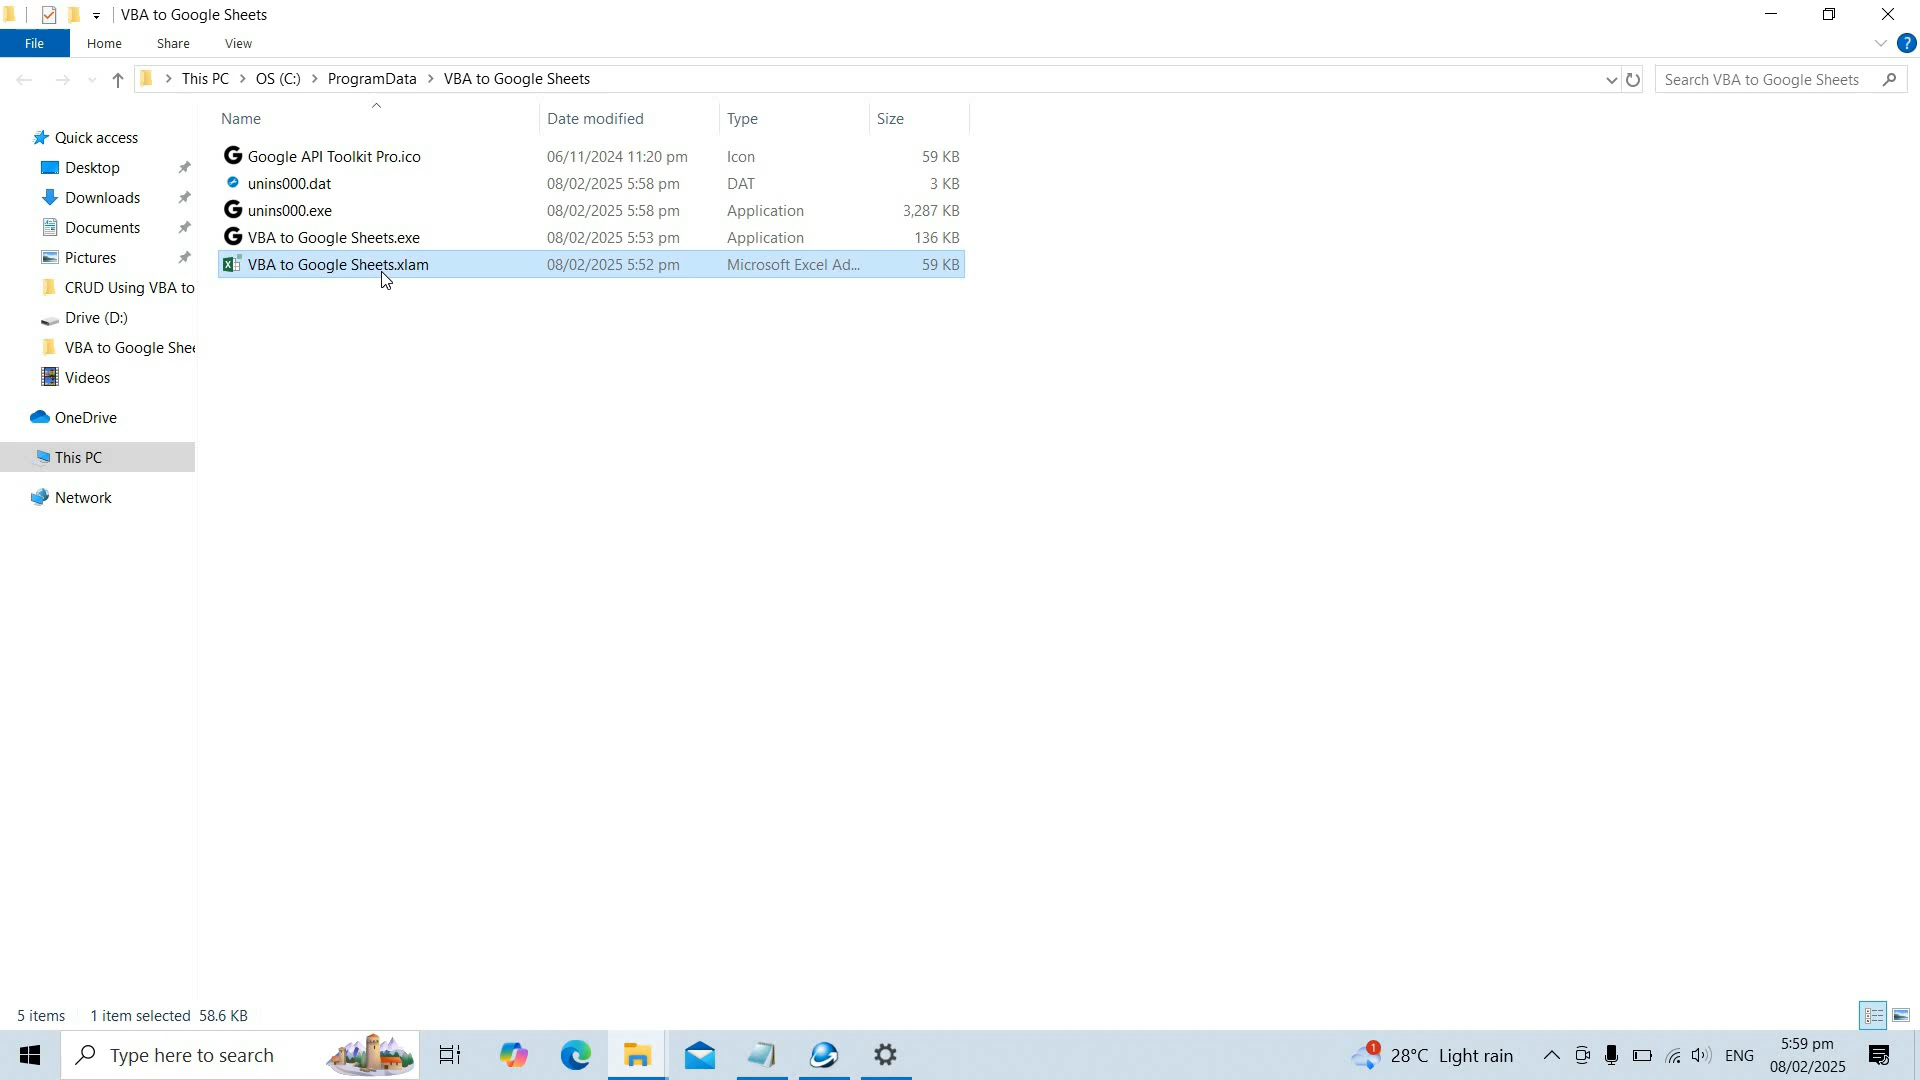 VBA to Google Sheets
File Home Share View
This PC OS (C:) ProgramData VBA to Google Sheets
Search VBA to Google Sheets
Name Date modified Type Size
Quick access
Desktop
Downloads
Documents
Pictures
CRUD Using VBA to
Drive (D:)
VBA to Google Shee
Videos
OneDrive
This PC
Network
Google API Toolkit Pro.ico 06/11/2024 11:20 pm Icon 59 KB
unins000.dat 08/02/2025 5:58 pm DAT 3 KB
unins000.exe 08/02/2025 5:58 pm Application 3,287 KB
VBA to Google Sheets.exe 08/02/2025 5:53 pm Application 136 KB
VBA to Google Sheets.xlam 08/02/2025 5:52 pm Microsoft Excel Ad... 59 KB
5 items 1 item selected 58.6 KB
Type here to search
1
28°C Light rain
ENG
5:59 pm
08/02/2025